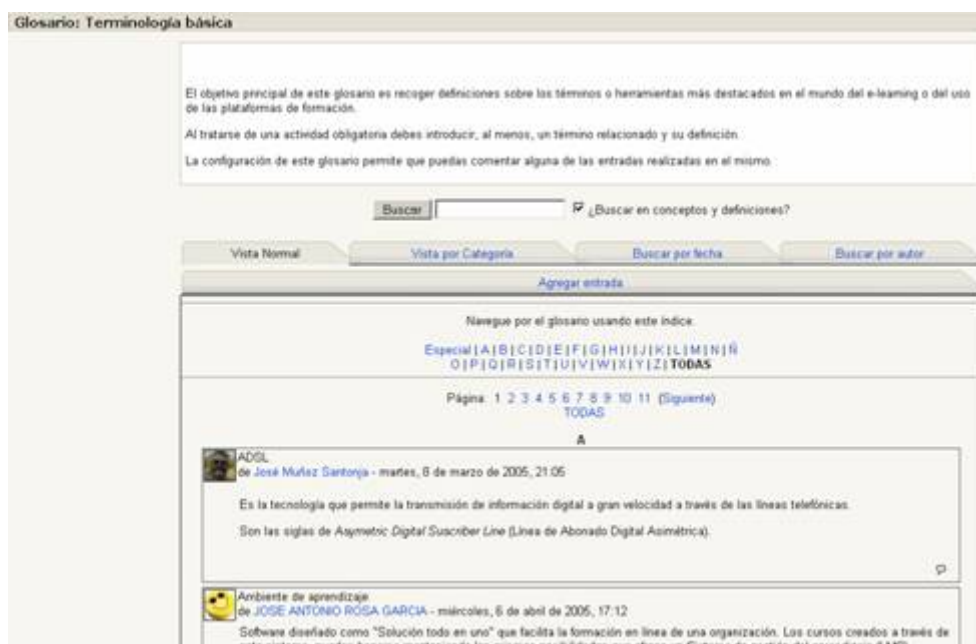 Glosario: Terminología básica
El objetivo principal de este glosario es recoger definiciones sobre los términos o herramientas más destacados en el mundo del e-learning o del uso
de las plataformas de formación.
Al tratarse de una actividad obligatoria debes introducir, al menos, un término relacionado y su definición.
La configuración de este glosario permite que puedas comentar alguna de las entradas realizadas en el mismo.
Buscar ¿Buscar en conceptos y definiciones?
Vista Normal Vista por Categoría Buscar por fecha Buscar por autor
Agregar entrada
Navegue por el glosario usando este índice.
Especial | A | B | C | D | E | F | G | H | I | J | K | L | M | N | Ñ
O | P | Q | R | S | T | U | V | W | X | Y | Z | TODAS
Página: 1 2 3 4 5 6 7 8 9 10 11 (Siguiente)
TODAS
A
ADSL
de José Muñoz Santonja - martes, 8 de marzo de 2005, 21:05
Es la tecnología que permite la transmisión de información digital a gran velocidad a través de las líneas telefónicas.
Son las siglas de Asymetric Digital Suscriber Line (Línea de Abonado Digital Asimétrica).
Ambiente de aprendizaje
de JOSE ANTONIO ROSA GARCIA - miércoles, 6 de abril de 2005, 17:12
Software diseñado como "Solución todo en uno" que facilita la formación en línea de una organización. Los cursos creados a través de